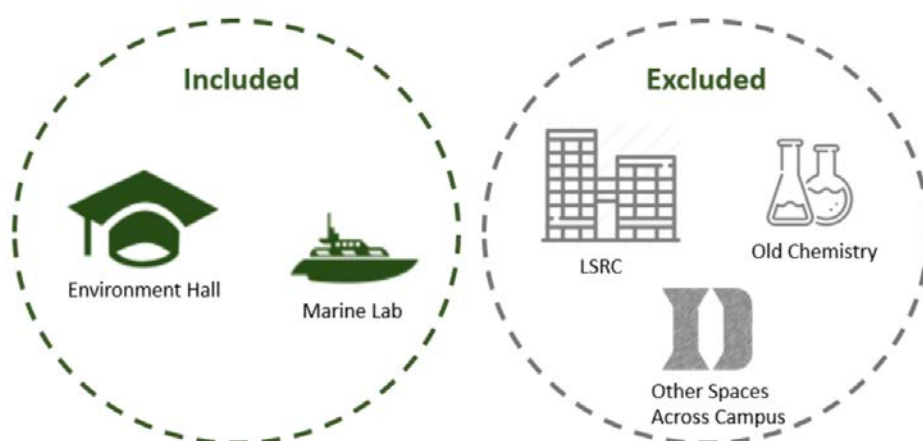 Included
Environment Hall
Marine Lab
Excluded
LSRC
Old Chemistry
Other Spaces
Across Campus